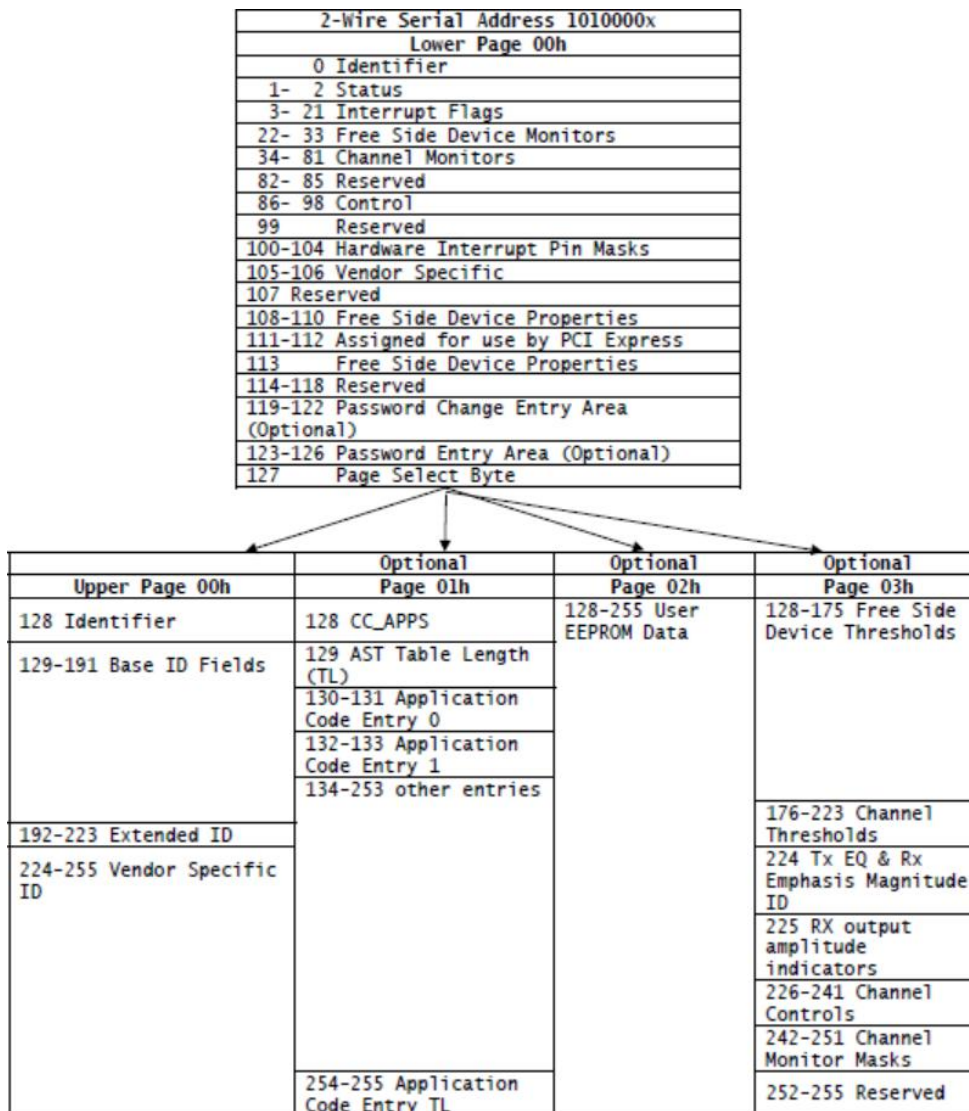 2-Wire Serial Address 1010000x
Lower Page 00h
0 Identifier
1- 2 Status
3- 21 Interrupt Flags
22- 33 Free Side Device Monitors
34- 81 Channel Monitors
82- 85 Reserved
86- 98 Control
99 Reserved
100-104 Hardware Interrupt Pin Masks
105-106 Vendor Specific
107 Reserved
108-110 Free Side Device Properties
111-112 Assigned for use by PCI Express
113 Free Side Device Properties
114-118 Reserved
119-122 Password Change Entry Area
(Optional)
123-126 Password Entry Area (Optional)
127 Page Select Byte
Upper Page 00h
128 Identifier
129-191 Base ID Fields
192-223 Extended ID
224-255 Vendor Specific
ID
Optional
Page 01h
128 CC_APPS
129 AST Table Length
(TL)
130-131 Application
Code Entry 0
132-133 Application
Code Entry 1
134-253 other entries
254-255 Application
Code Entry TL
Optional
Page 02h
128-255 User
EEPROM Data
Optional
Page 03h
128-175 Free Side
Device Thresholds
176-223 Channel
Thresholds
224 Tx EQ & Rx
Emphasis Magnitude
ID
225 RX output
amplitude
indicators
226-241 Channel
Controls
242-251 Channel
Monitor Masks
252-255 Reserved